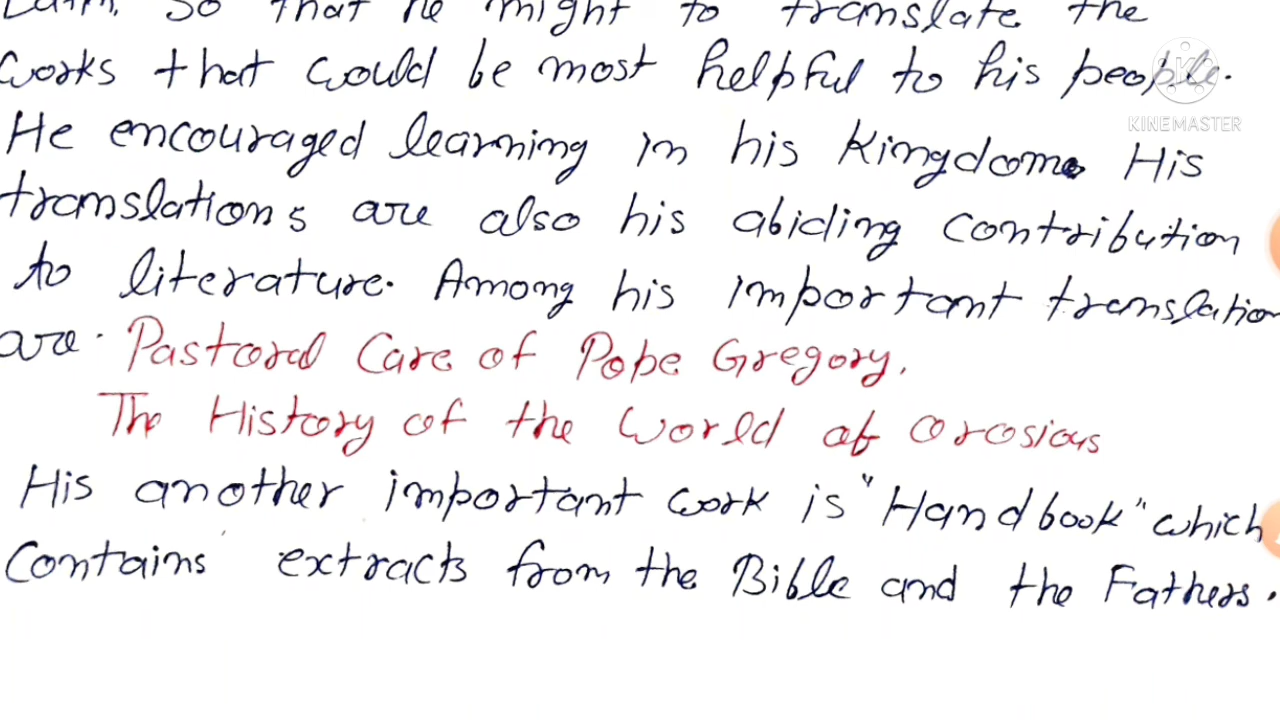 Latin, so that he might to translate the
works that could be most helpful to his people.
KINEMASTER
He encouraged learning in his Kingdom. His
translations are also his abiding contribution
to literature. Among his important translation
are. Pastoral Care of Pope Gregory.
The History of the World of Orosious
His another important work is "Handbook" which
contains extracts from the Bible and the Fathers.